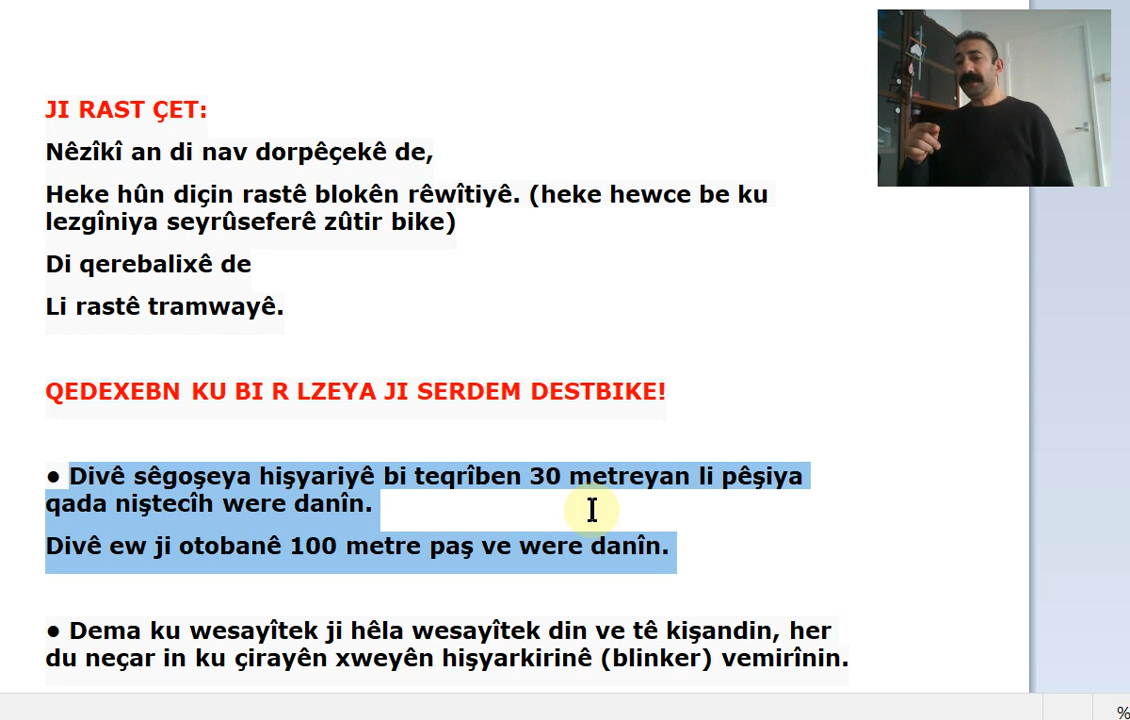 JI RAST ÇET:
Nêzîkî an di nav dorpêçekê de,
Heke hûn diçin rastê blokên rêwîtiyê. (heke hewce be ku
lezgîniya seyrûseferê zûtir bike)
Di qerebalixê de
Li rastê tramwayê.
QEDEXEBN KU BI R LZEYA JI SERDEM DESTBIKE!
● Divê sêgoşeya hişyariyê bi teqrîben 30 metreyan li pêşiya
qada niştecîh were danîn.
Divê ew ji otobanê 100 metre paş ve were danîn.
● Dema ku wesayîtek ji hêla wesayîtek din ve tê kişandin, her
du neçar in ku çirayên xweyên hişyarkirinê (blinker) vemirînin.
%